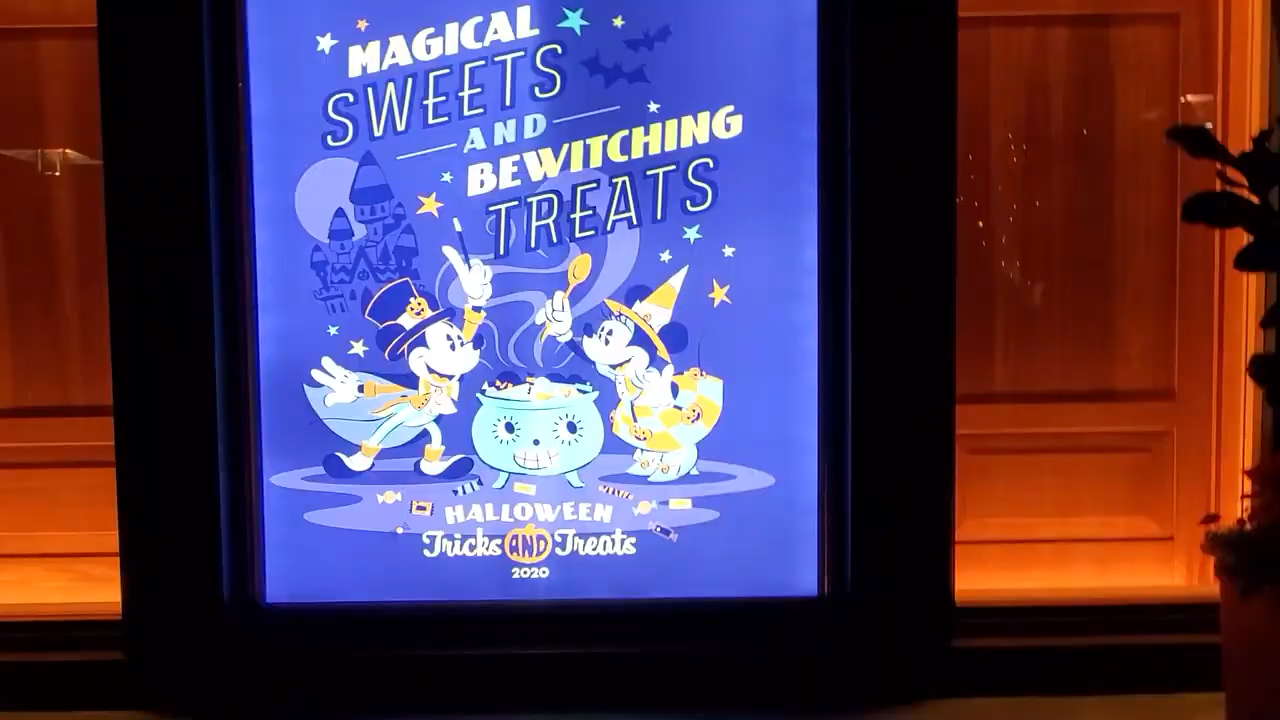 MAGICAL
SWEETS
AND
BEWITCHING
TREATS
HALLOWEEN
Tricks AND Treats
2020